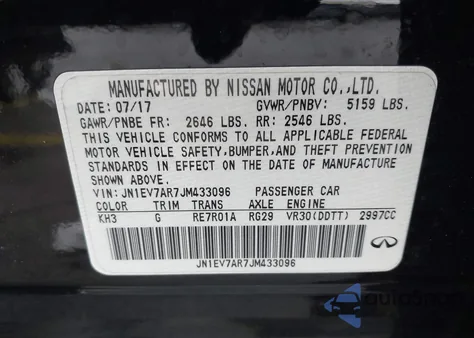 MANUFACTURED BY NISSAN MOTOR CO.,LTD.
DATE: 07/17 GVWR/PNBV: 5159 LBS.
GAWR/PNBE FR: 2646 LBS. RR: 2546 LBS.
THIS VEHICLE CONFORMS TO ALL APPLICABLE FEDERAL
MOTOR VEHICLE SAFETY,BUMPER,AND THEFT PREVENTION
STANDARDS IN EFFECT ON THE DATE OF MANUFACTURE
SHOWN ABOVE.
VIN: JN1EV7AR7JM433096 PASSENGER CAR
COLOR TRIM TRANS AXLE ENGINE
KH3 G RE7R01A RG29 VR30(DDTT) 2997CC
JN1EV7AR7JM433096